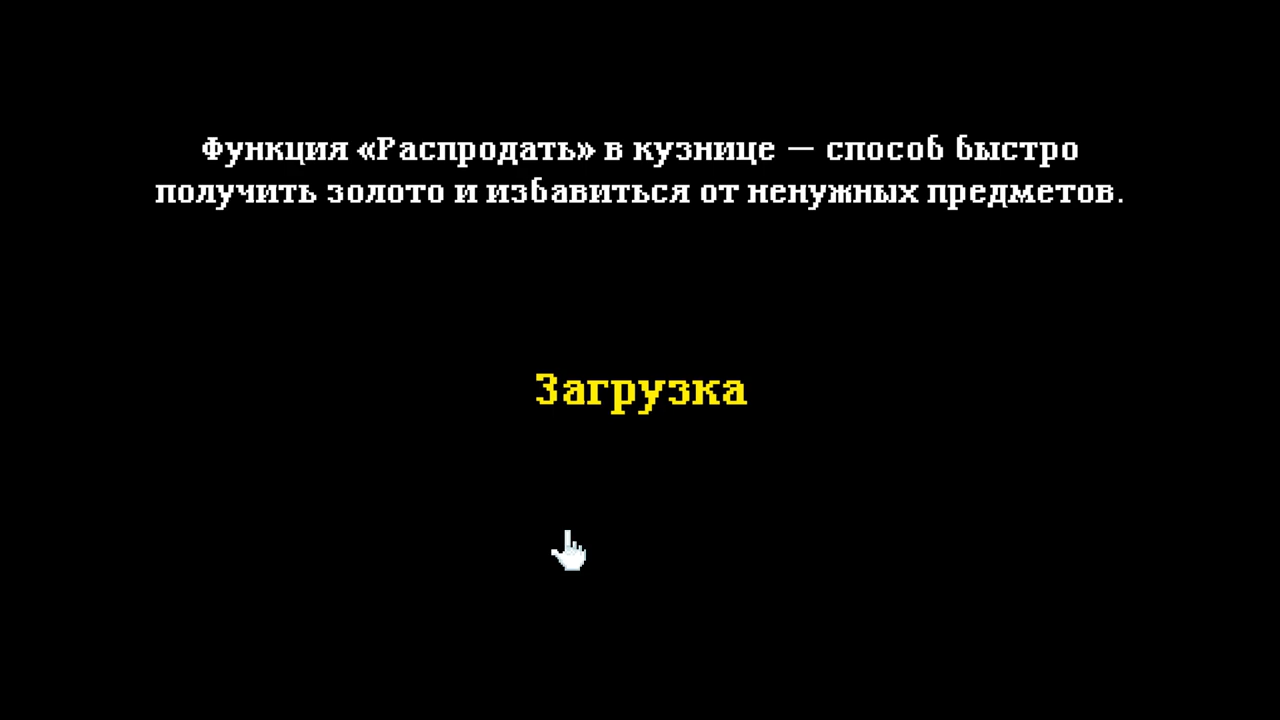 Функция «Распродать» в кузнице — способ быстро
получить золото и избавиться от ненужных предметов.
Загрузка